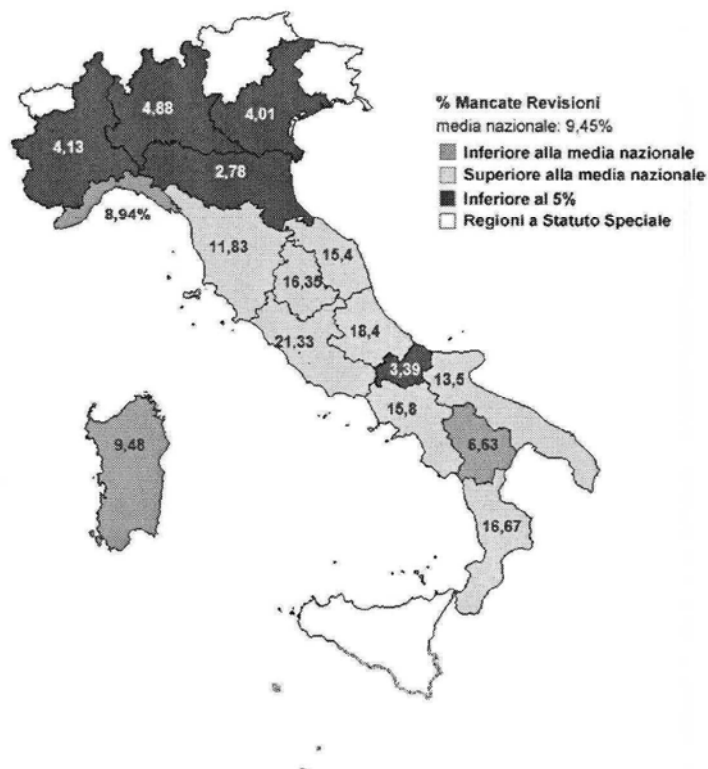 4,88
4,01
4,13
2,78
8,94%
% Mancate Revisioni
media nazionale: 9,45%
Inferiore alla media nazionale
Superiore alla media nazionale
Inferiore al 5%
Regioni a Statuto Speciale
11,83
15,4
16,35
18,4
21,33
3,39
13,5
15,8
9,48
6,63
16,67